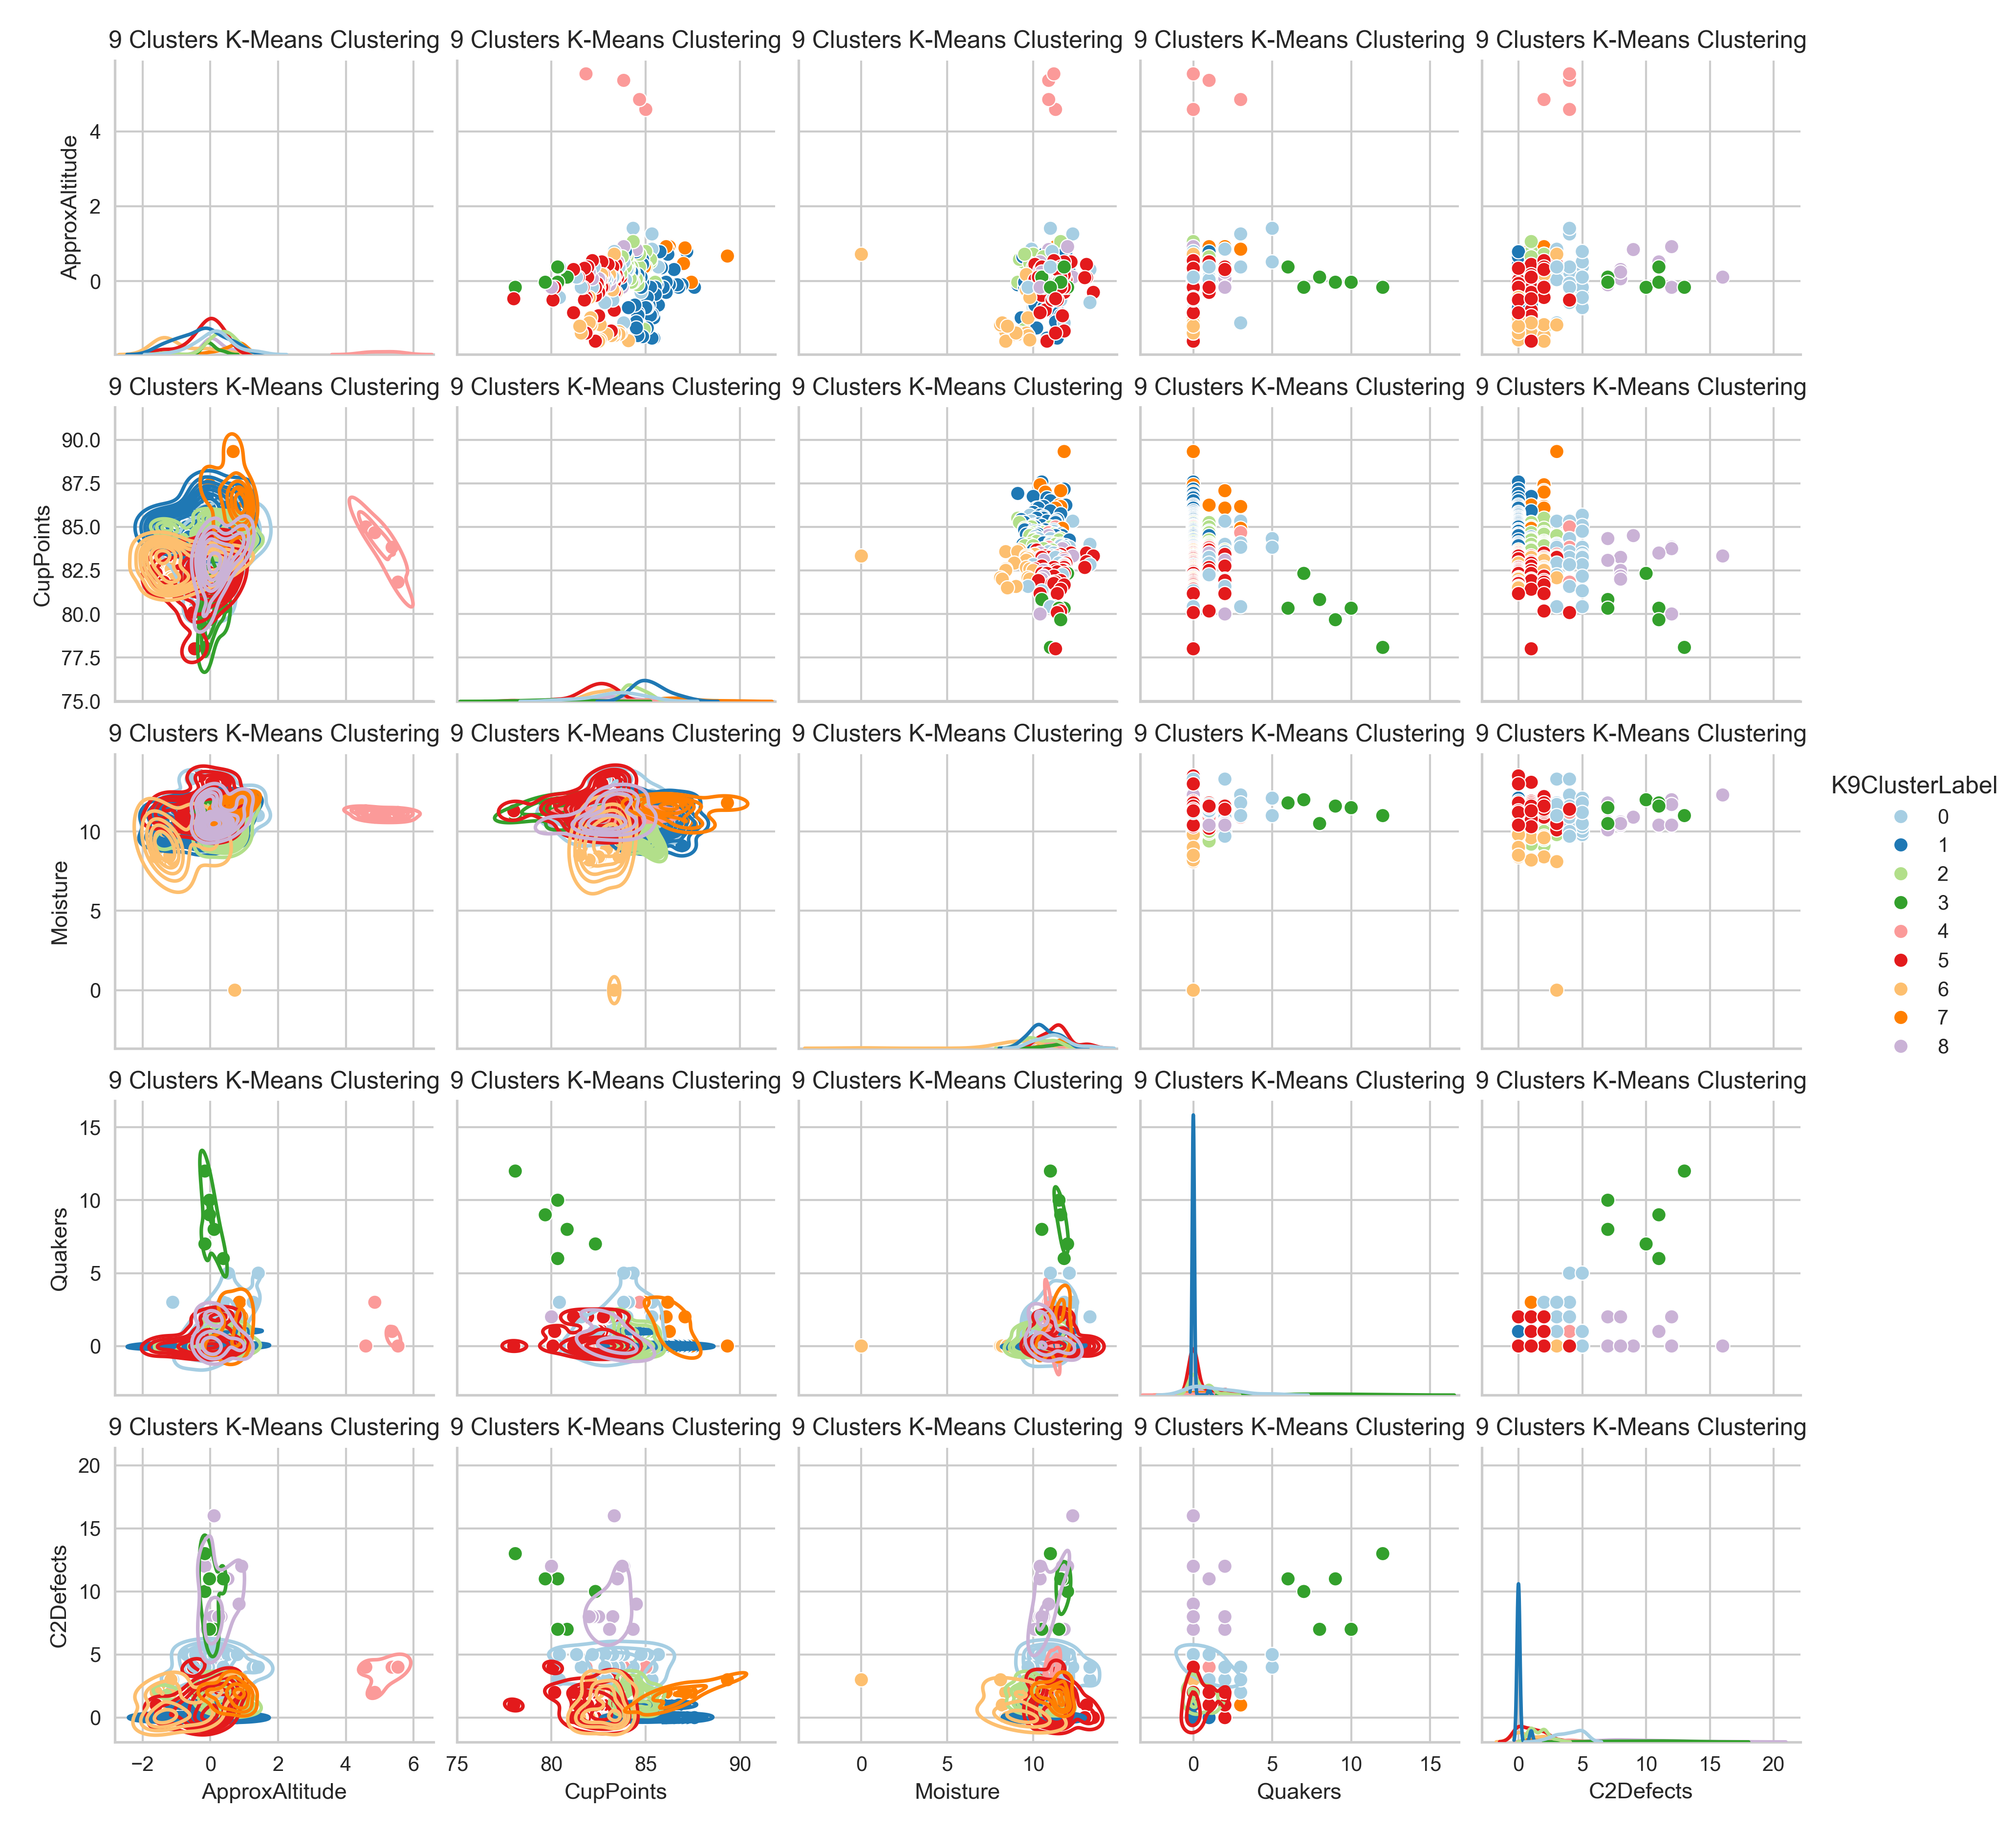 9 Clusters K-Means Clustering 9 Clusters K-Means Clustering 9 Clusters K-Means Clustering 9 Clusters K-Means Clustering 9 Clusters K-Means Clustering
ApproxAltitude
4
2
0
9 Clusters K-Means Clustering 9 Clusters K-Means Clustering 9 Clusters K-Means Clustering 9 Clusters K-Means Clustering 9 Clusters K-Means Clustering
CupPoints
90.0
87.5
85.0
82.5
80.0
77.5
75.0
9 Clusters K-Means Clustering 9 Clusters K-Means Clustering 9 Clusters K-Means Clustering 9 Clusters K-Means Clustering 9 Clusters K-Means Clustering
Moisture
10
5
0
K9ClusterLabel
0
1
2
3
4
5
6
7
8
9 Clusters K-Means Clustering 9 Clusters K-Means Clustering 9 Clusters K-Means Clustering 9 Clusters K-Means Clustering 9 Clusters K-Means Clustering
Quakers
15
10
5
0
9 Clusters K-Means Clustering 9 Clusters K-Means Clustering 9 Clusters K-Means Clustering 9 Clusters K-Means Clustering 9 Clusters K-Means Clustering
C2Defects
20
15
10
5
0
−2 0 2 4 6 75 80 85 90 0 5 10 0 5 10 15 0 5 10 15 20
ApproxAltitude CupPoints Moisture Quakers C2Defects